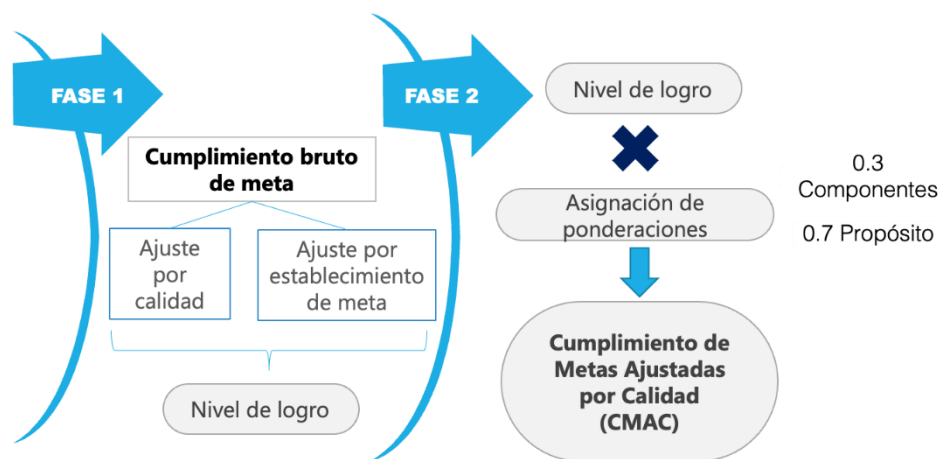 FASE 1
Cumplimiento bruto
de meta
Ajuste
por
calidad
Ajuste por
establecimiento
de meta
Nivel de logro
FASE 2
Nivel de logro
Asignación de
ponderaciones
0.3
Componentes
0.7 Propósito
Cumplimiento de
Metas Ajustadas
por Calidad
(CMAC)